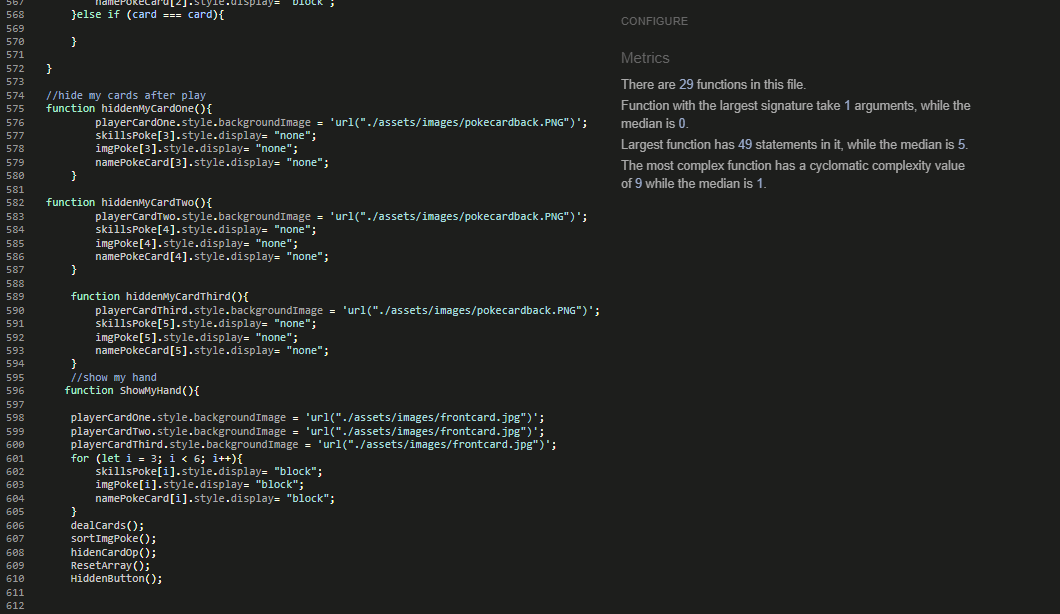 567 namePokeCard[2].style.display= "block";
568 }else if (card === card){
569
570 }
571
572 }
573
574 //hide my cards after play
575 function hiddenMyCardOne(){
576 playerCardOne.style.backgroundImage = 'url("./assets/images/pokecardback.PNG")';
577 skillsPoke[3].style.display= "none";
578 imgPoke[3].style.display= "none";
579 namePokeCard[3].style.display= "none";
580 }
581
582 function hiddenMyCardTwo(){
583 playerCardTwo.style.backgroundImage = 'url("./assets/images/pokecardback.PNG")';
584 skillsPoke[4].style.display= "none";
585 imgPoke[4].style.display= "none";
586 namePokeCard[4].style.display= "none";
587 }
588
589 function hiddenMyCardThird(){
590 playerCardThird.style.backgroundImage = 'url("./assets/images/pokecardback.PNG")';
591 skillsPoke[5].style.display= "none";
592 imgPoke[5].style.display= "none";
593 namePokeCard[5].style.display= "none";
594 }
595 //show my hand
596 function ShowMyHand(){
597
598 playerCardOne.style.backgroundImage = 'url("./assets/images/frontcard.jpg")';
599 playerCardTwo.style.backgroundImage = 'url("./assets/images/frontcard.jpg")';
600 playerCardThird.style.backgroundImage = 'url("./assets/images/frontcard.jpg")';
601 for (let i = 3; i < 6; i++){
602 skillsPoke[i].style.display= "block";
603 imgPoke[i].style.display= "block";
604 namePokeCard[i].style.display= "block";
605 }
606 dealCards();
607 sortImgPoke();
608 hidenCardOp();
609 ResetArray();
610 HiddenButton();
611
612
CONFIGURE
Metrics
There are 29 functions in this file.
Function with the largest signature take 1 arguments, while the
median is 0.
Largest function has 49 statements in it, while the median is 5.
The most complex function has a cyclomatic complexity value
of 9 while the median is 1.